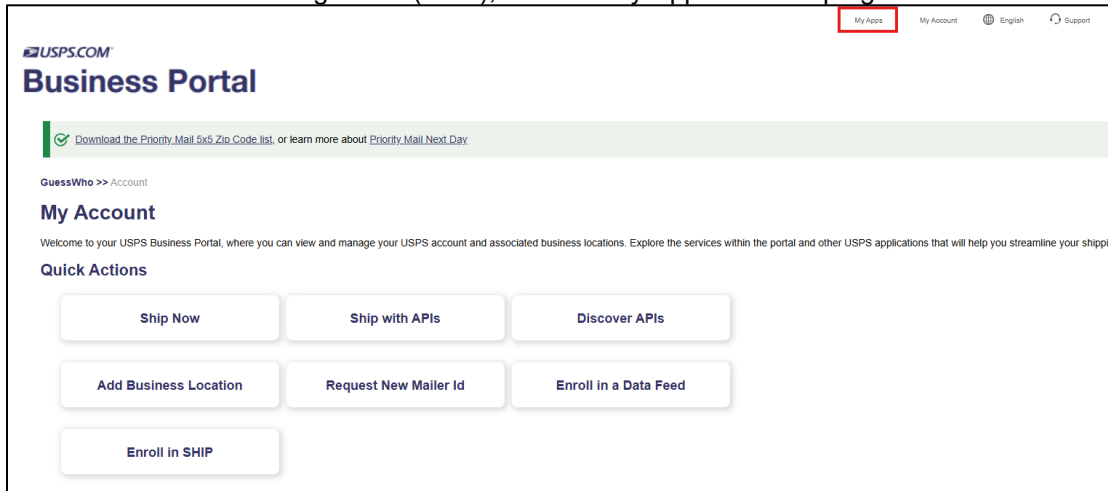 My Apps My Account English Support
USPS.COM
Business Portal
Download the Priority Mail 5x5 Zip Code list, or learn more about Priority Mail Next Day
GuessWho >> Account
My Account
Welcome to your USPS Business Portal, where you can view and manage your USPS account and associated business locations. Explore the services within the portal and other USPS applications that will help you streamline your
Quick Actions
Ship Now Ship with APIs Discover APIs
Add Business Location Request New Mailer Id Enroll in a Data Feed
Enroll in SHIP